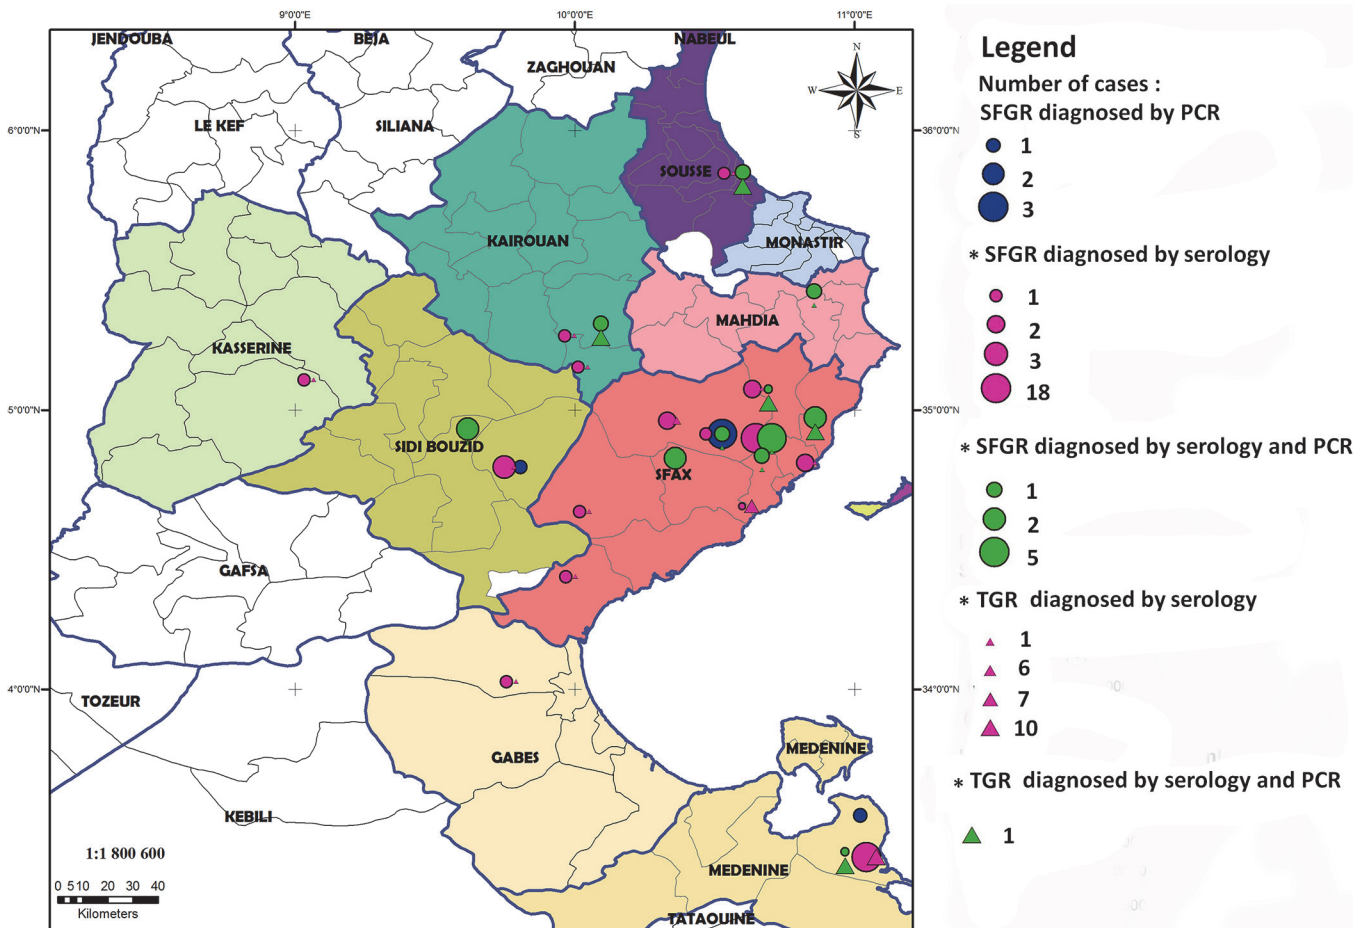 9°0'0"E 10°0'0"E 11°0'0"E
JENDOUBA BEJA NABEUL
ZAGHOUAN
N
W E
S
LE KEF SILIANA
6°0'0"N 36°0'0"N
SOUSSE
KAIROUAN MONASTIR
MAHDIA
KASSERINE
5°0'0"N 35°0'0"N
SIDI BOUZID
SFAX
GAFSA
4°0'0"N 34°0'0"N
TOZEUR
MEDENINE
GABES
KEBILI
MEDENINE
TATAOUINE
1:1 800 600
0 5 10 20 30 40
Kilometers
Legend
Number of cases :
SFGR diagnosed by PCR
1
2
3
* SFGR diagnosed by serology
1
2
3
18
* SFGR diagnosed by serology and PCR
1
2
5
* TGR diagnosed by serology
1
6
7
10
* TGR diagnosed by serology and PCR
1